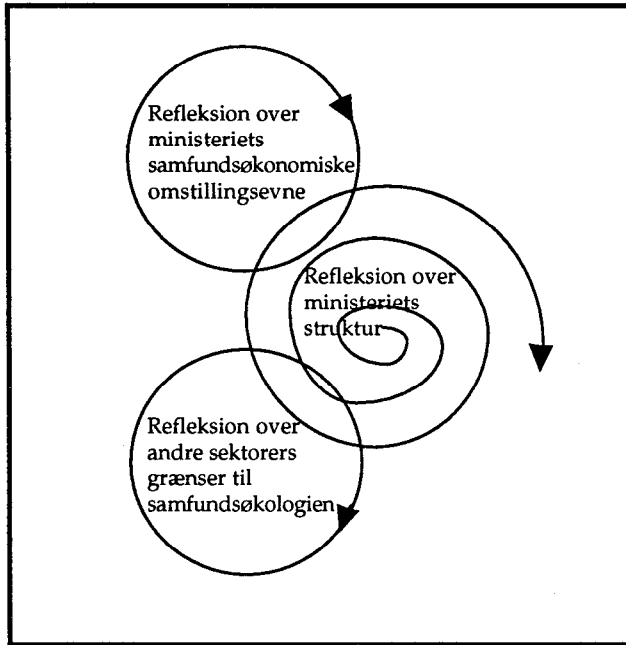 Refleksion over
ministeriets
samfundsøkonomiske
omstillingsevne
Refleksion over
ministeriets
struktur
Refleksion over
andre sektorers
grænser til
samfundsøkologien